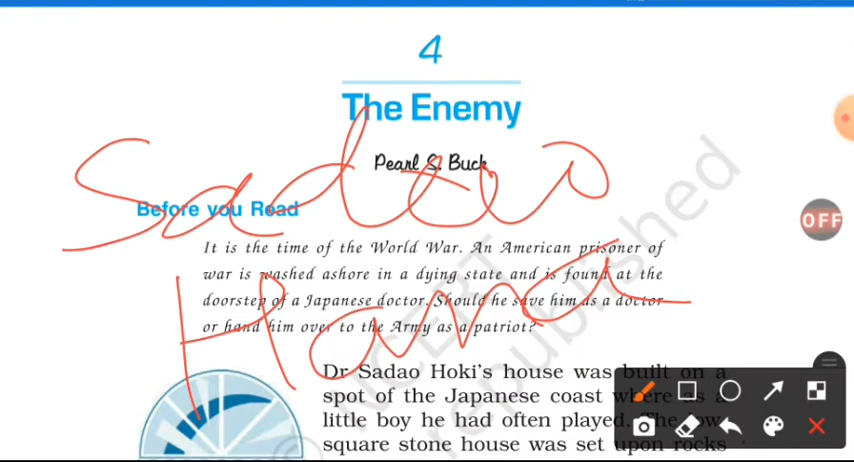 4
The Enemy
Pearl S. Buck
Sadao
Before you Read
It is the time of the World War. An American prisoner of
war is washed ashore in a dying state and is found at the
doorstep of a Japanese doctor. Should he save him as a doctor
or hand him over to the Army as a patriot?
Hana
Dr Sadao Hoki's house was built on a
spot of the Japanese coast where as a
little boy he had often played. The low
square stone house was set upon rocks
OFF
© NCERT
republished